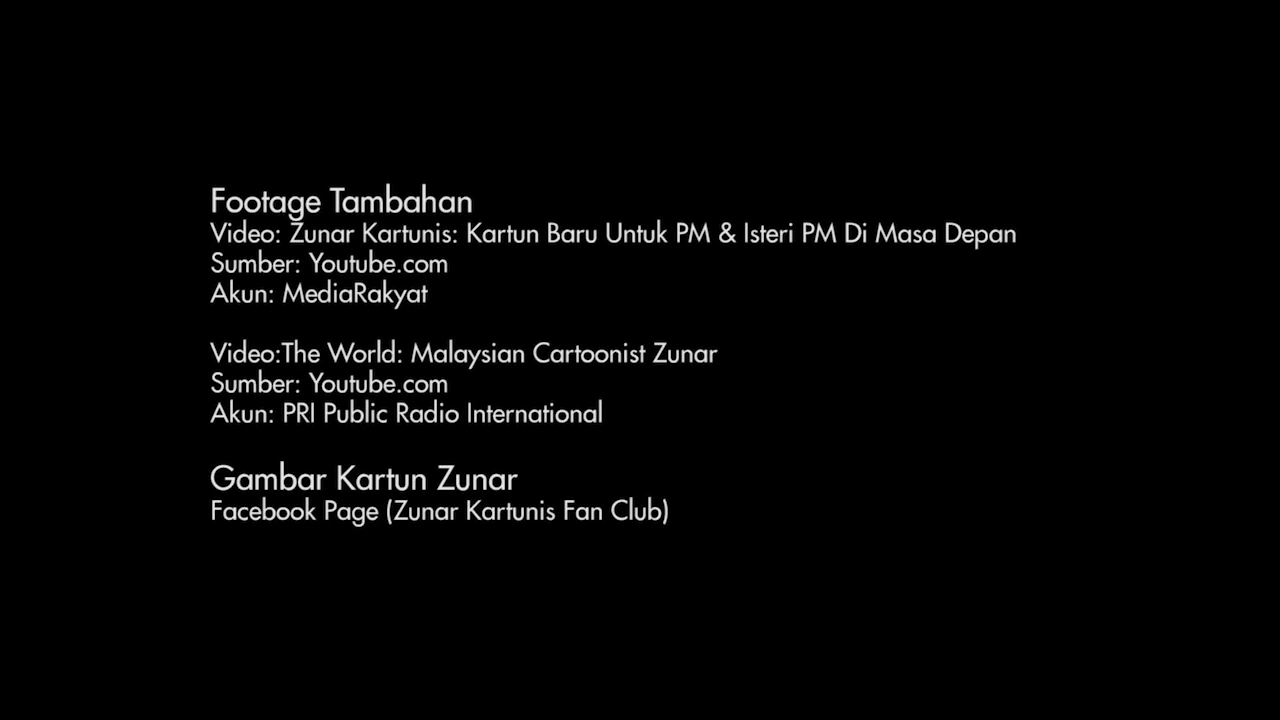 Footage Tambahan
Video: Zunar Kartunis: Kartun Baru Untuk PM & Isteri PM Di Masa Depan
Sumber: Youtube.com
Akun: MediaRakyat
Video:The World: Malaysian Cartoonist Zunar
Sumber: Youtube.com
Akun: PRI Public Radio International
Gambar Kartun Zunar
Facebook Page (Zunar Kartunis Fan Club)